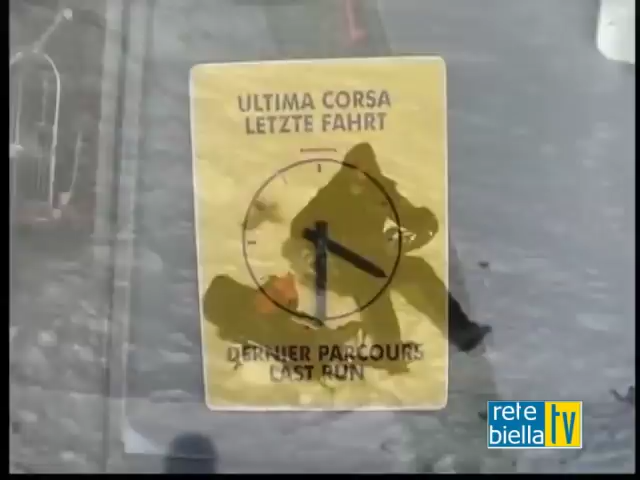 ULTIMA CORSA
LETZTE FAHRT
DERNIER PARCOURS
LAST RUN
rete
biella TV